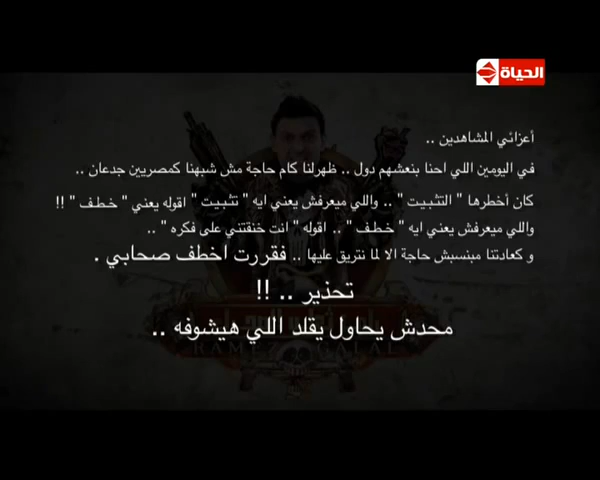 الحياة
أعزائي المشاهدين ..
في اليومين اللي احنا بنعشهم دول .. ظهرلنا كام حاجة مش شبهنا كمصريين جدعان ..
كان أخطرها " التثبيت " .. واللي ميعرفش يعني ايه " تثبيت " اقوله يعني " خطف " !!
واللي ميعرفش يعني ايه " خطف " .. اقوله " انت خنقتني على فكره " ..
و كعادتنا مبنسبش حاجة الا لما نتريق عليها .. فقررت اخطف صحابي .
تحذير .. !!
محدش يحاول يقلد اللي هيشوفه ..